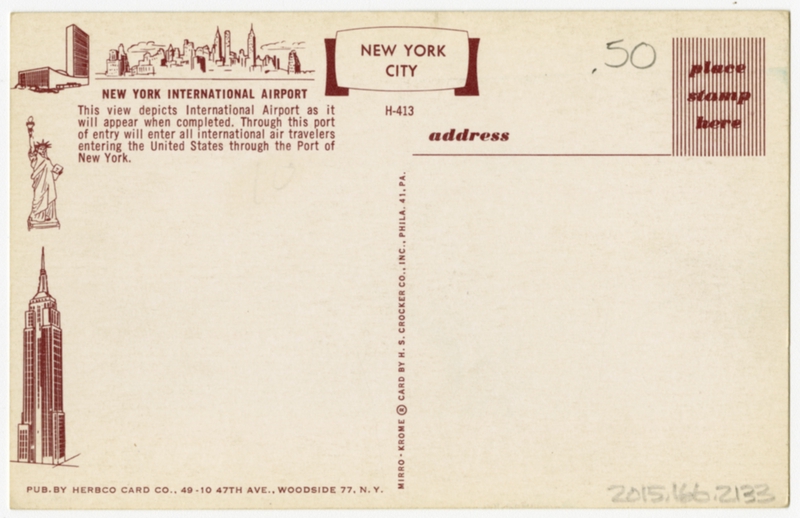 NEW YORK
CITY
.50
place
stamp
here
NEW YORK INTERNATIONAL AIRPORT
This view depicts International Airport as it
will appear when completed. Through this port
of entry will enter all international air travelers
entering the United States through the Port of
New York.
H-413
address
MIRRO-KROME ® CARD BY H. S. CROCKER CO., INC., PHILA. 41, PA.
PUB. BY HERBCO CARD CO., 49-10 47TH AVE., WOODSIDE 77, N. Y.
2015.166.2133